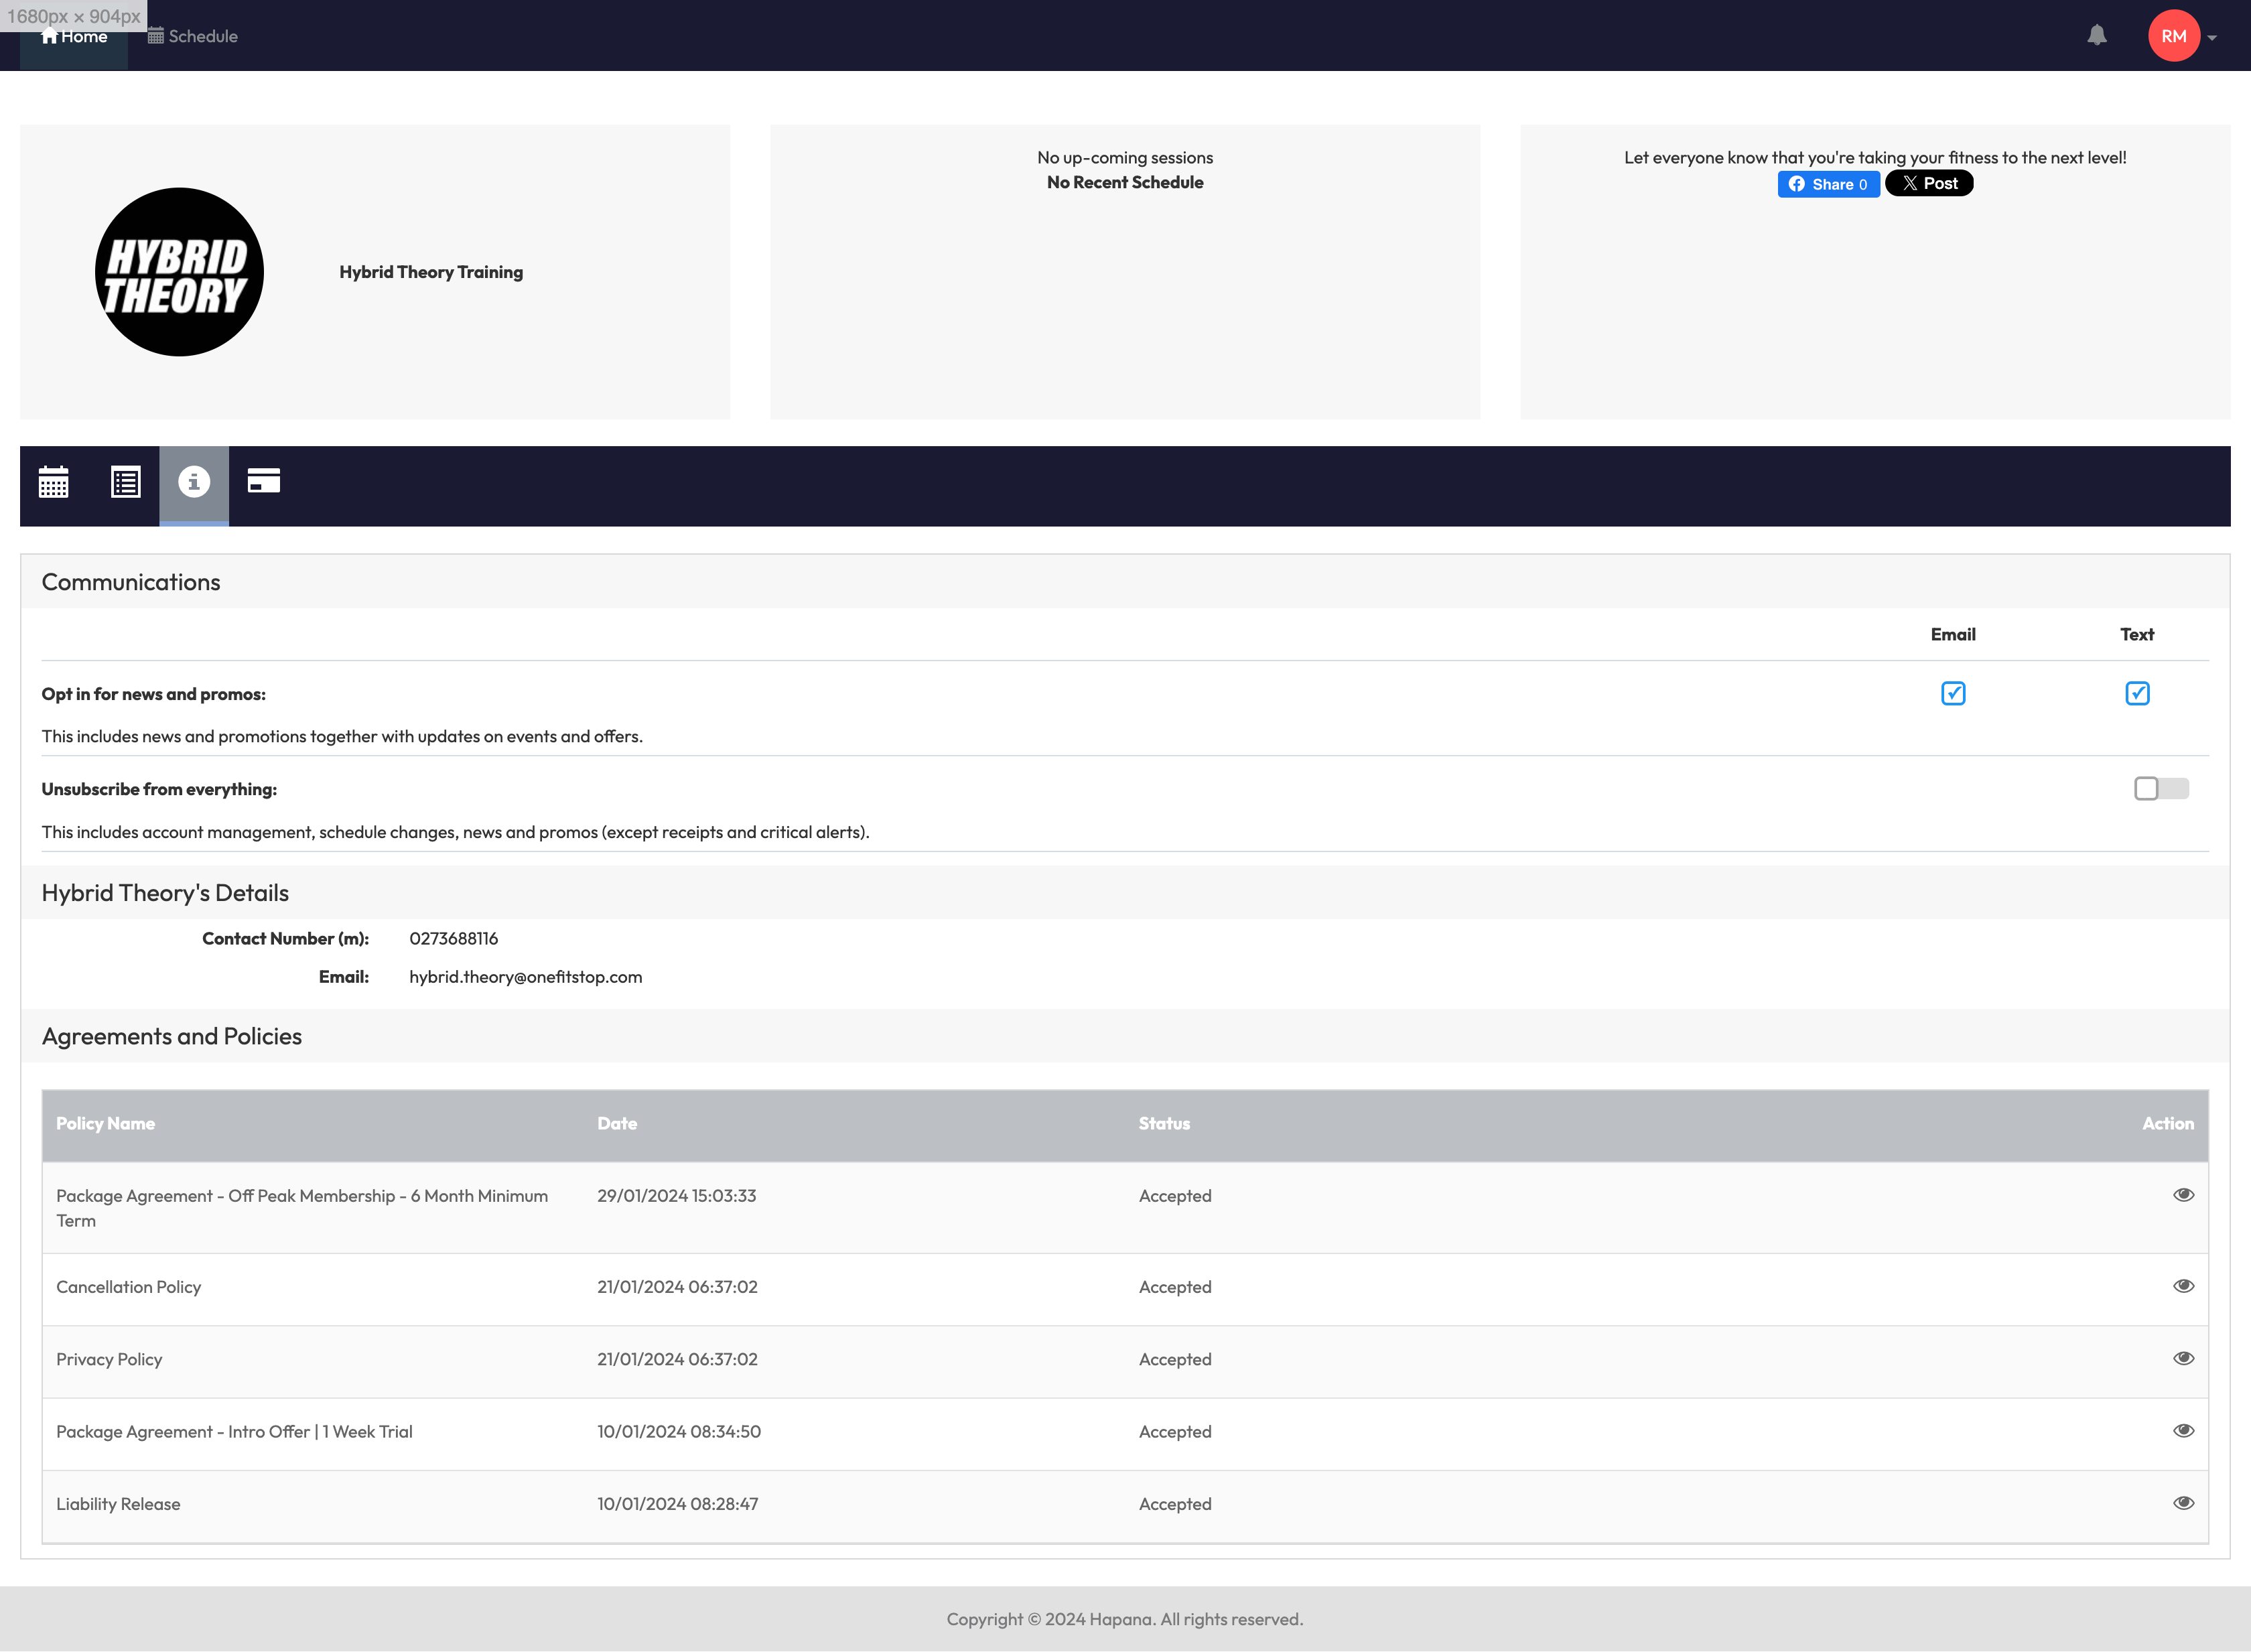 1680px × 904px
Home
Schedule
RM
HYBRID
THEORY
Hybrid Theory Training
No up-coming sessions
No Recent Schedule
Let everyone know that you're taking your fitness to the next level!
Share 0
Post
Communications
Email Text
Opt in for news and promos:
This includes news and promotions together with updates on events and offers.
Unsubscribe from everything:
This includes account management, schedule changes, news and promos (except receipts and critical alerts).
Hybrid Theory's Details
Contact Number (m): 0273688116
Email: hybrid.theory@onefitstop.com
Agreements and Policies
Policy Name Date Status Action
Package Agreement - Off Peak Membership - 6 Month Minimum
Term
29/01/2024 15:03:33 Accepted
Cancellation Policy 21/01/2024 06:37:02 Accepted
Privacy Policy 21/01/2024 06:37:02 Accepted
Package Agreement - Intro Offer | 1 Week Trial 10/01/2024 08:34:50 Accepted
Liability Release 10/01/2024 08:28:47 Accepted
Copyright © 2024 Hapana. All rights reserved.